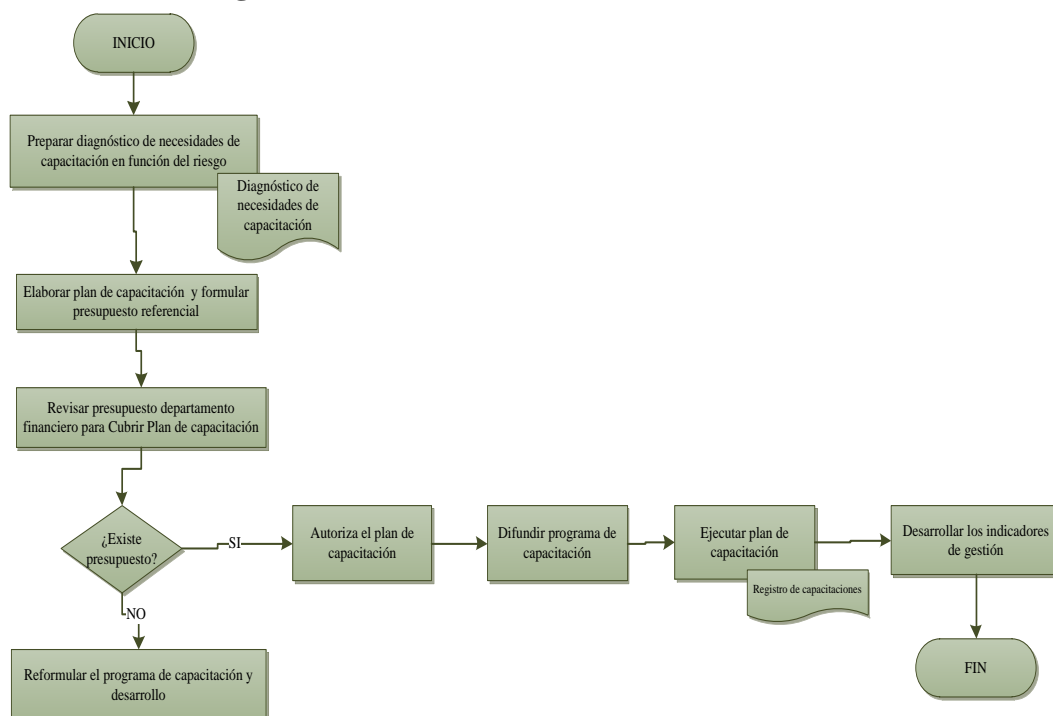 INICIO
Preparar diagnóstico de necesidades de
capacitación en función del riesgo
Diagnóstico de
necesidades de
capacitación
Elaborar plan de capacitación y formular
presupuesto referencial
Revisar presupuesto departamento
financiero para Cubrir Plan de capacitación
¿Existe
presupuesto?
SI
Autoriza el plan de
capacitación
Difundir programa de
capacitación
Ejecutar plan de
capacitación
Registro de capacitaciones
Desarrollar los indicadores
de gestión
NO
Reformular el programa de capacitación y
desarrollo
FIN